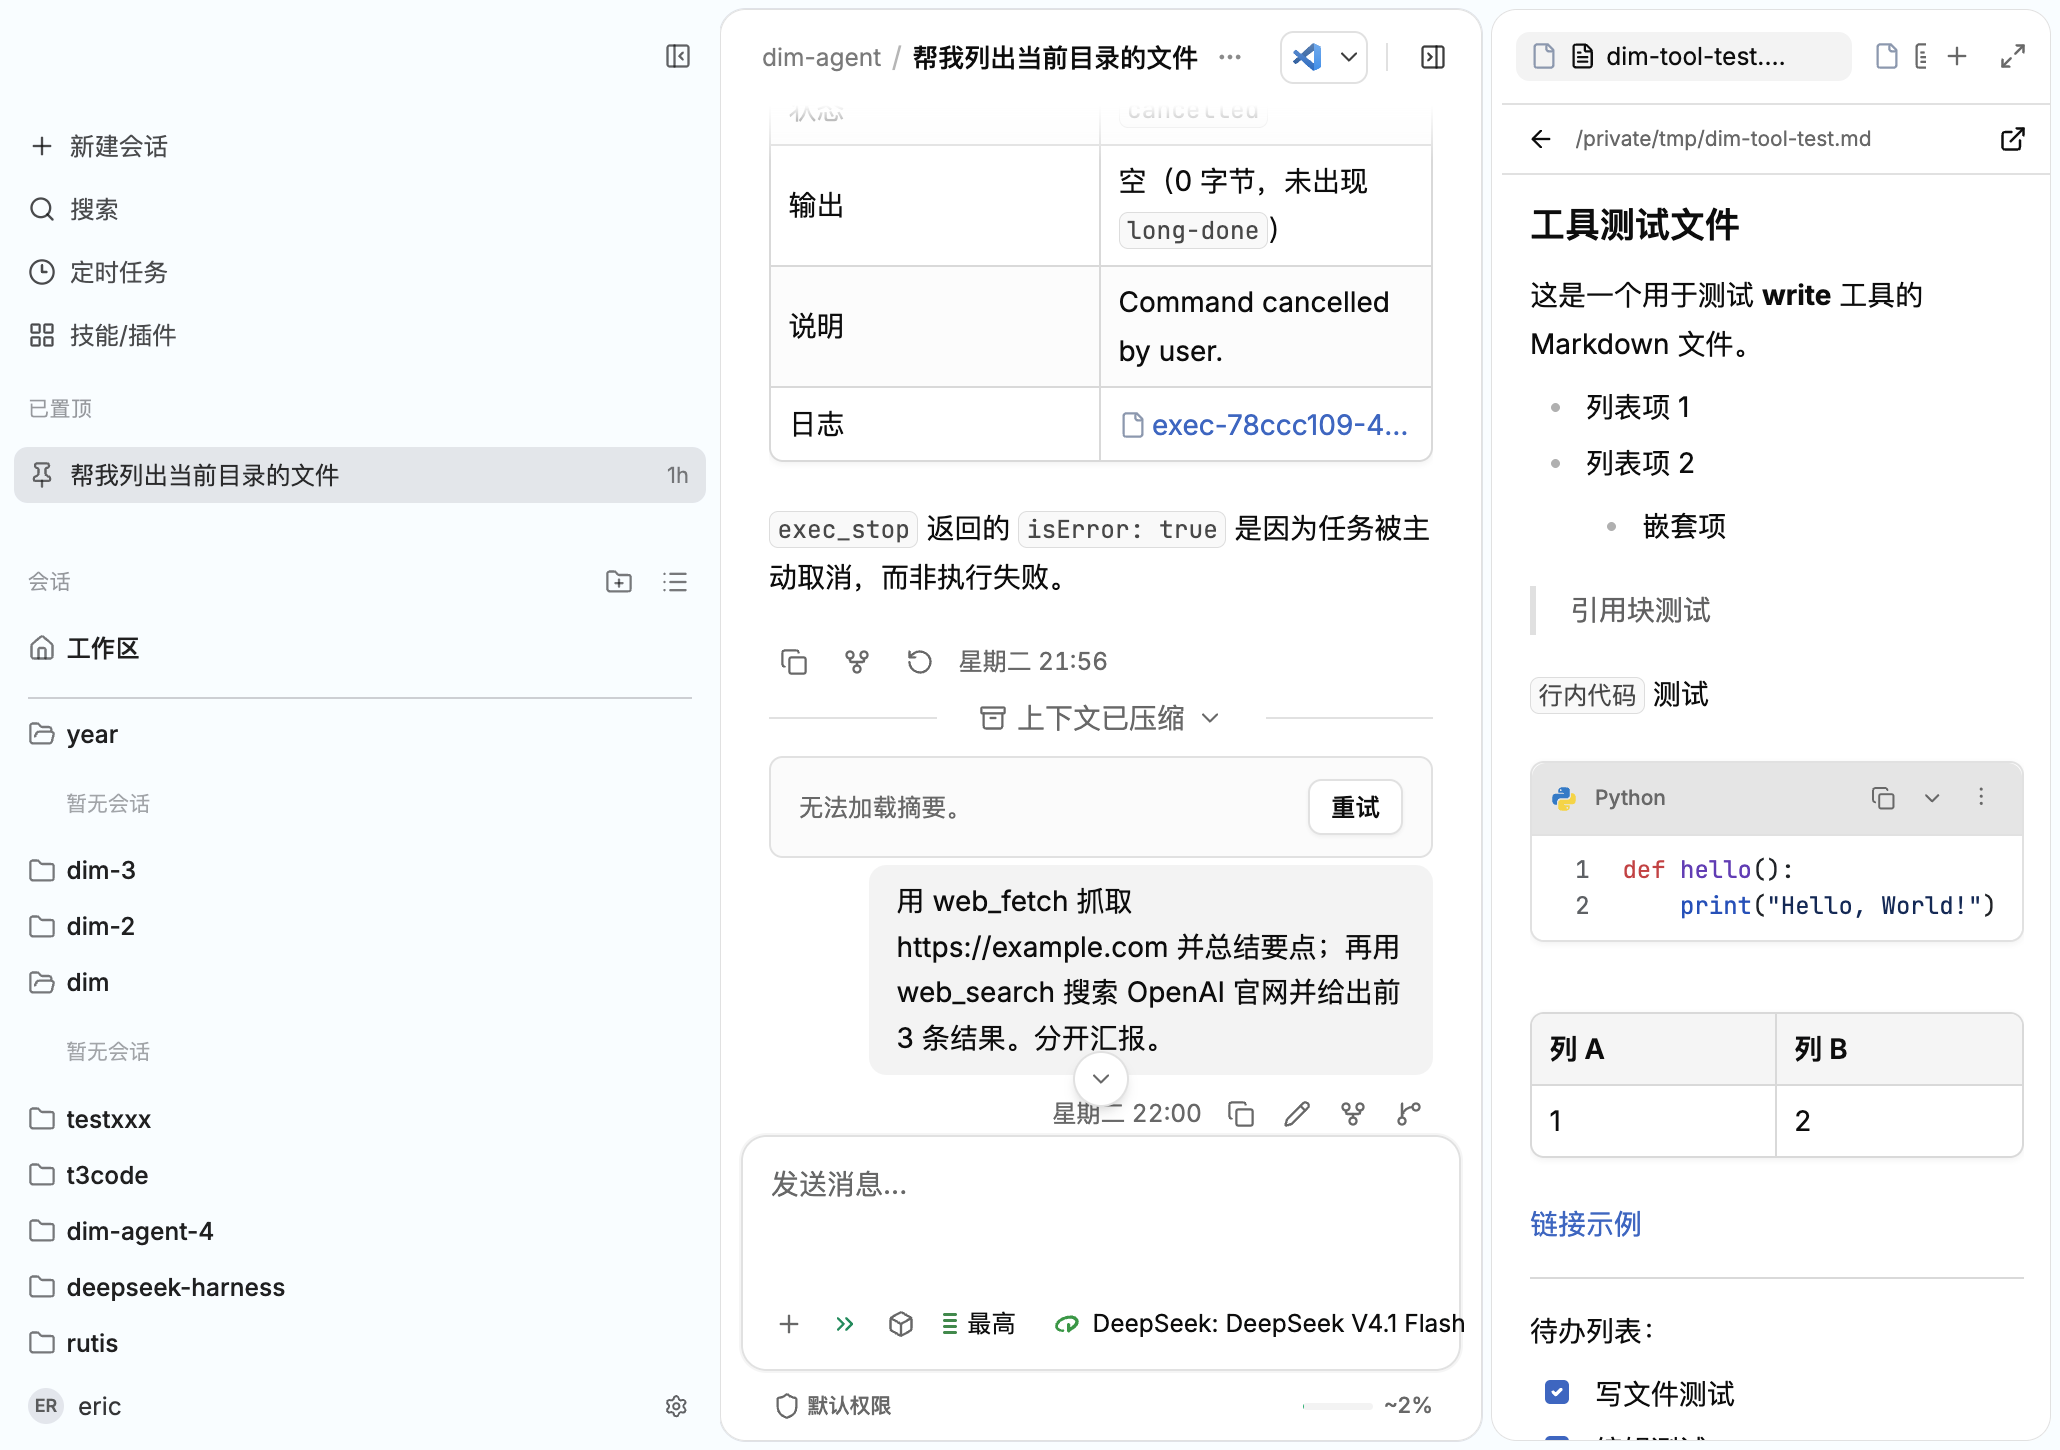 新建会话
搜索
定时任务
技能/插件
已置顶
帮我列出当前目录的文件 1h
会话
工作区
year
暂无会话
dim-3
dim-2
dim
暂无会话
testxxx
t3code
dim-agent-4
deepseek-harness
rutis
ER eric
dim-agent / 帮我列出当前目录的文件 ···
状态 cancelled
输出 空（0 字节，未出现
long-done）
说明 Command cancelled
by user.
日志 exec-78ccc109-4...
exec_stop 返回的 isError: true 是因为任务被主
动取消，而非执行失败。
星期二 21:56
上下文已压缩
无法加载摘要。 重试
用 web_fetch 抓取
https://example.com 并总结要点；再用
web_search 搜索 OpenAI 官网并给出前
3 条结果。分开汇报。
星期二 22:00
发送消息...
最高 DeepSeek: DeepSeek V4.1 Flash
默认权限 ~2%
dim-tool-test....
/private/tmp/dim-tool-test.md
工具测试文件
这是一个用于测试 write 工具的
Markdown 文件。
列表项 1
列表项 2
嵌套项
引用块测试
行内代码 测试
Python
1 def hello():
2 print("Hello, World!")
列 A 列 B
1 2
链接示例
待办列表：
写文件测试